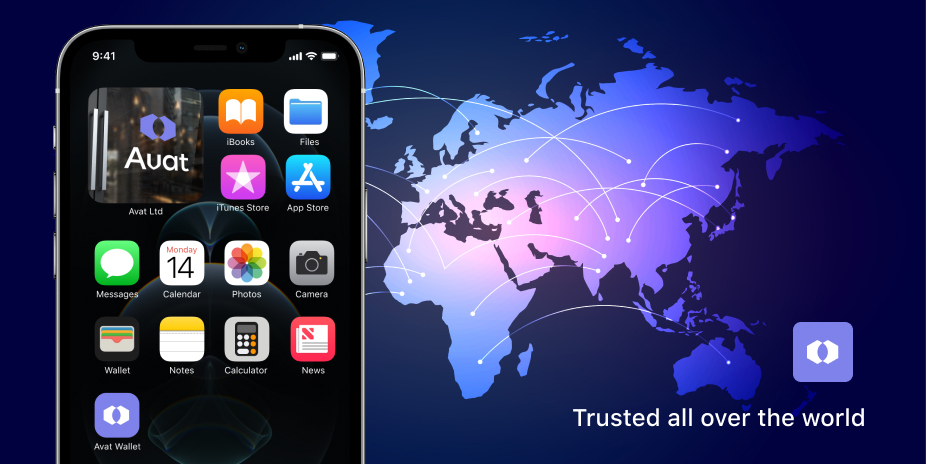 9:41
Avat
Avat Ltd
iBooks
Files
iTunes Store
App Store
Messages
Monday
14
Calendar
Photos
Camera
Wallet
Notes
Calculator
News
Avat Wallet
Trusted all over the world